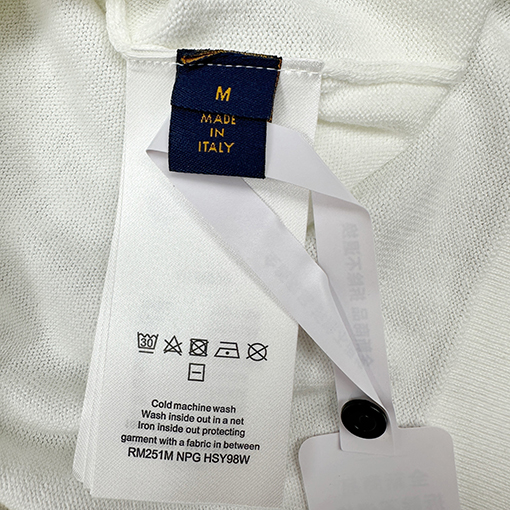 M
MADE
IN
ITALY
30
Cold machine wash
Wash inside out in a net
Iron inside out protecting
garment with a fabric in between
RM251M NPG HSY98W